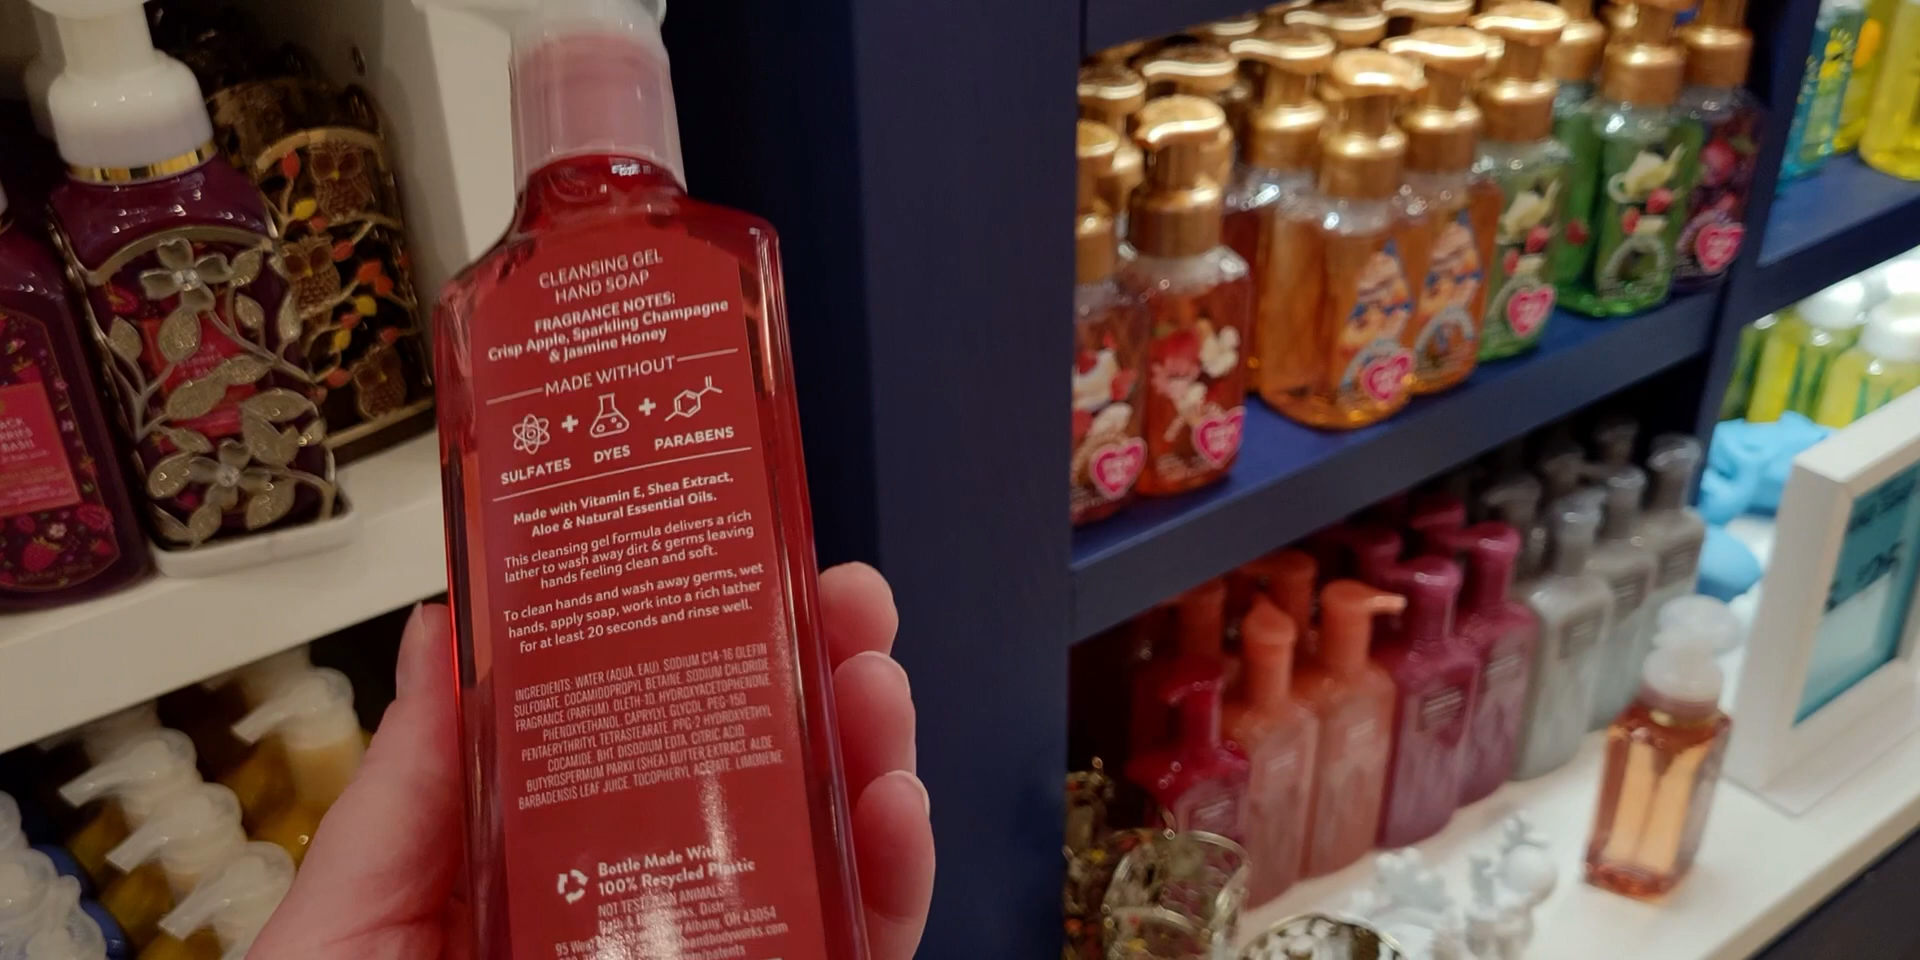 CLEANSING GEL
HAND SOAP
FRAGRANCE NOTES:
Crisp Apple, Sparkling Champagne
& Jasmine Honey
MADE WITHOUT
SULFATES + DYES + PARABENS
Made with Vitamin E, Shea Extract,
Aloe & Natural Essential Oils.
This cleansing gel formula delivers a rich
lather to wash away dirt & germs leaving
hands feeling clean and soft.
To clean hands and wash away germs, wet
hands, apply soap, work into a rich lather
for at least 20 seconds and rinse well.
INGREDIENTS: WATER (AQUA, EAU), SODIUM C14-16 OLEFIN
SULFONATE, COCAMIDOPROPYL BETAINE, SODIUM CHLORIDE,
FRAGRANCE (PARFUM), OLETH-10, HYDROXYACETOPHENONE,
PHENOXYETHANOL, CAPRYLYL GLYCOL, PEG-150
PENTAERYTHRITYL TETRASTEARATE, PPG-2 HYDROXYETHYL
COCAMIDE, BHT, DISODIUM EDTA, CITRIC ACID,
BUTYROSPERMUM PARKII (SHEA) BUTTER EXTRACT, ALOE
BARBADENSIS LEAF JUICE, TOCOPHERYL ACETATE, LIMONENE
Bottle Made With
100% Recycled Plastic
NOT TESTED ON ANIMALS
Bath & Works, Distr.
Albany, OH 43054
95 West